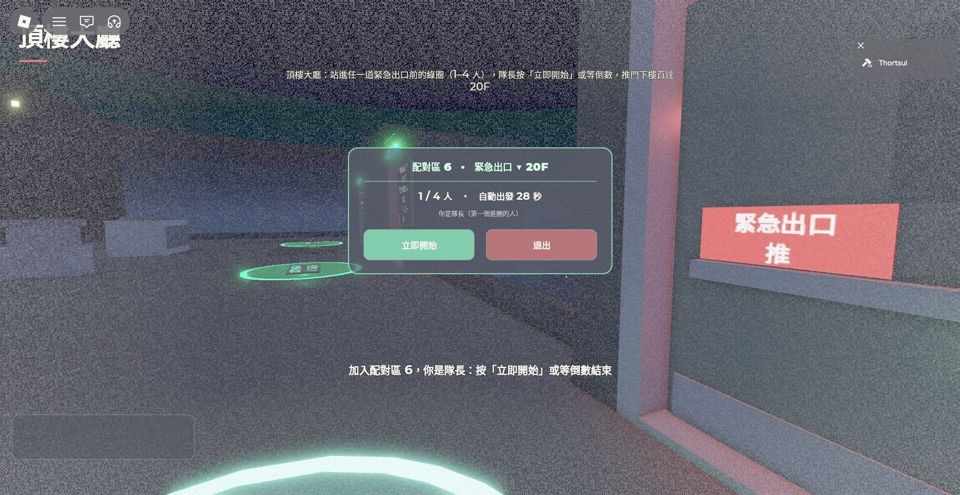 頂樓大廳
頂樓大廳：站進任一道緊急出口前的綠圈（1–4 人），隊長按「立即開始」或等倒數，推門下樓直達
20F
Thortsui
配對區 6 • 緊急出口 ▼ 20F
1 / 4 人 • 自動出發 28 秒
你是隊長（第一個進圈的人）
立即開始
退出
緊急出口
推
加入配對區 6，你是隊長：按「立即開始」或等倒數結束